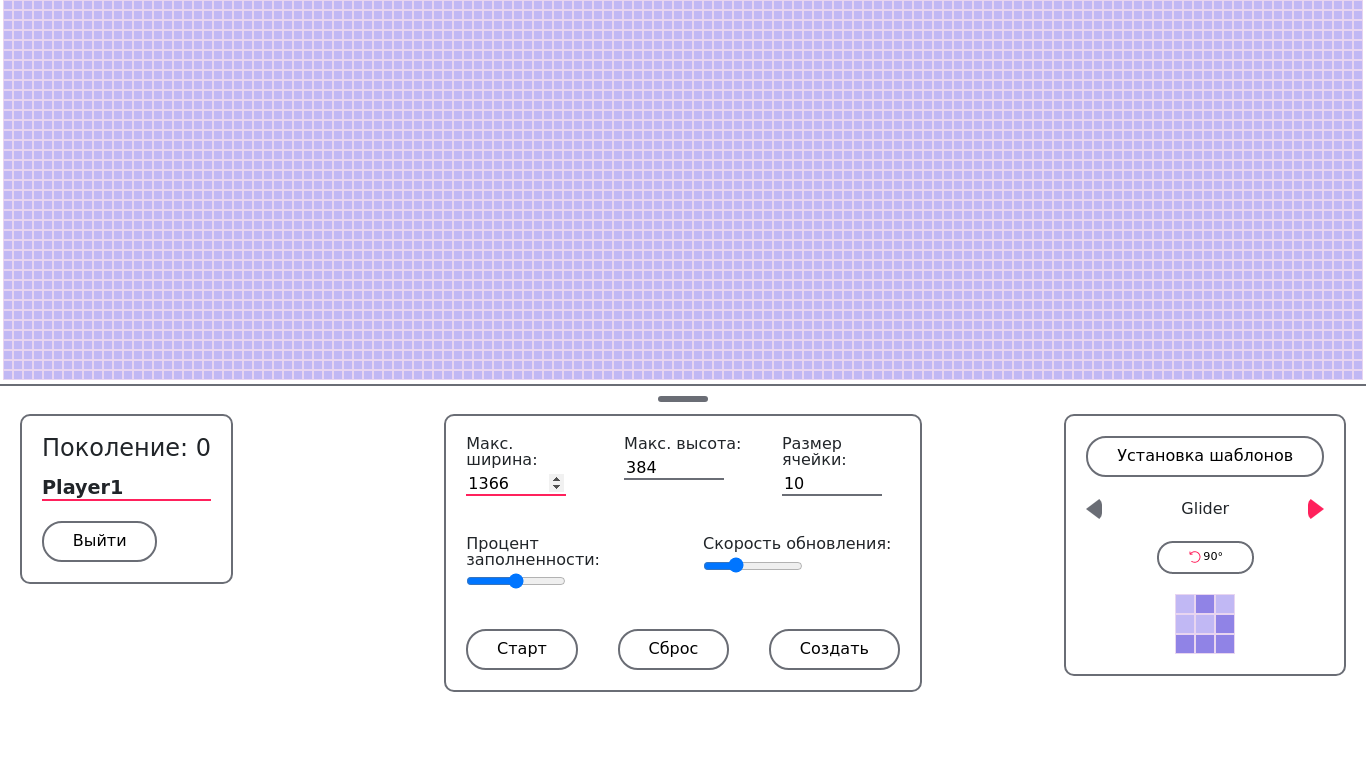 Поколение: 0
Player1
Выйти
Макс.
ширина:
1366
Макс. высота:
384
Размер
ячейки:
10
Процент
заполненности:
Скорость обновления:
Старт
Сброс
Создать
Установка шаблонов
Glider
90°